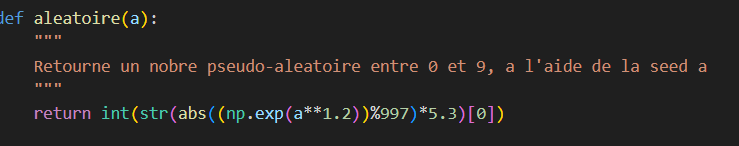 def aleatoire(a):
"""
Retourne un nobre pseudo-aleatoire entre 0 et 9, a l'aide de la seed a
"""
return int(str(abs((np.exp(a**1.2))%997)*5.3)[0])